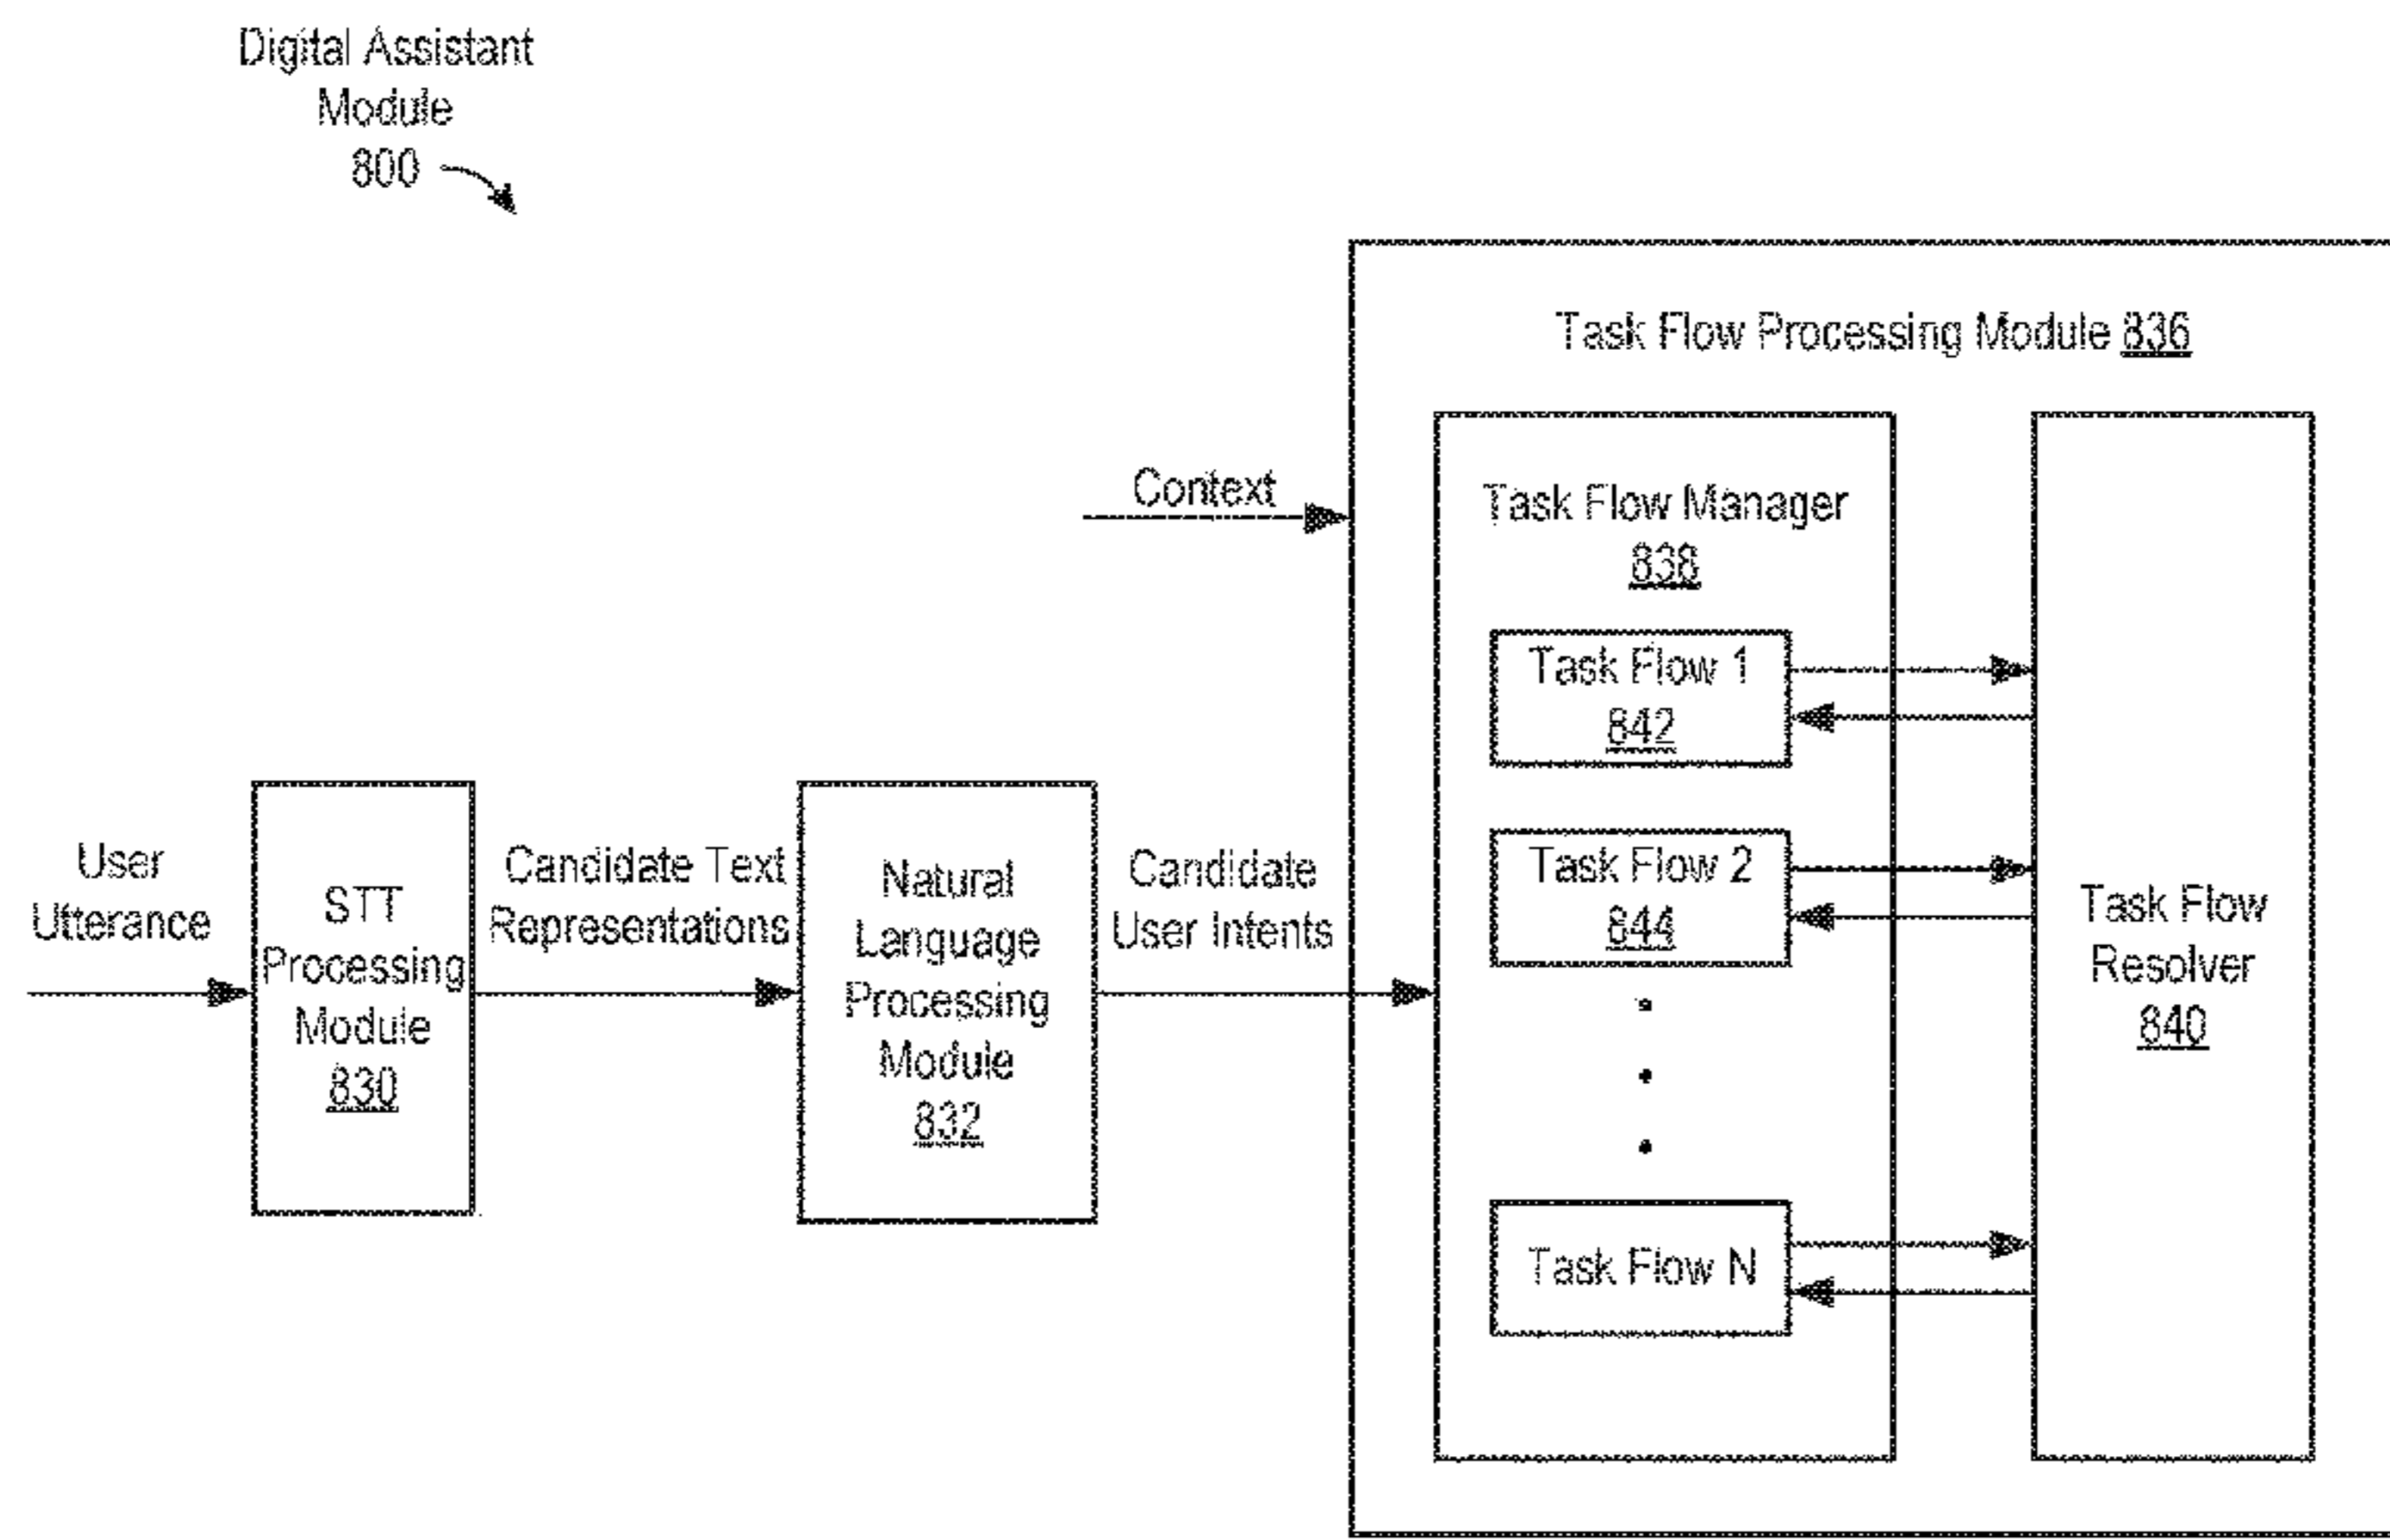 Digital Assistant
Module
800
Task Flow Processing Module 836
Context
Task Flow Manager
838
Task Flow 1
842
Task Flow 2
844
Task Flow N
Task Flow
Resolver
840
User
Utterance
STT
Processing
Module
830
Candidate Text
Representations
Natural
Language
Processing
Module
832
Candidate
User Intents